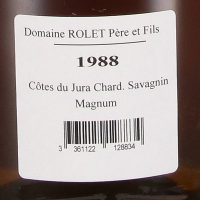 Domaine ROLET Père et Fils
1988
Côtes du Jura Chard. Savagnin
Magnum
3 361122 128834